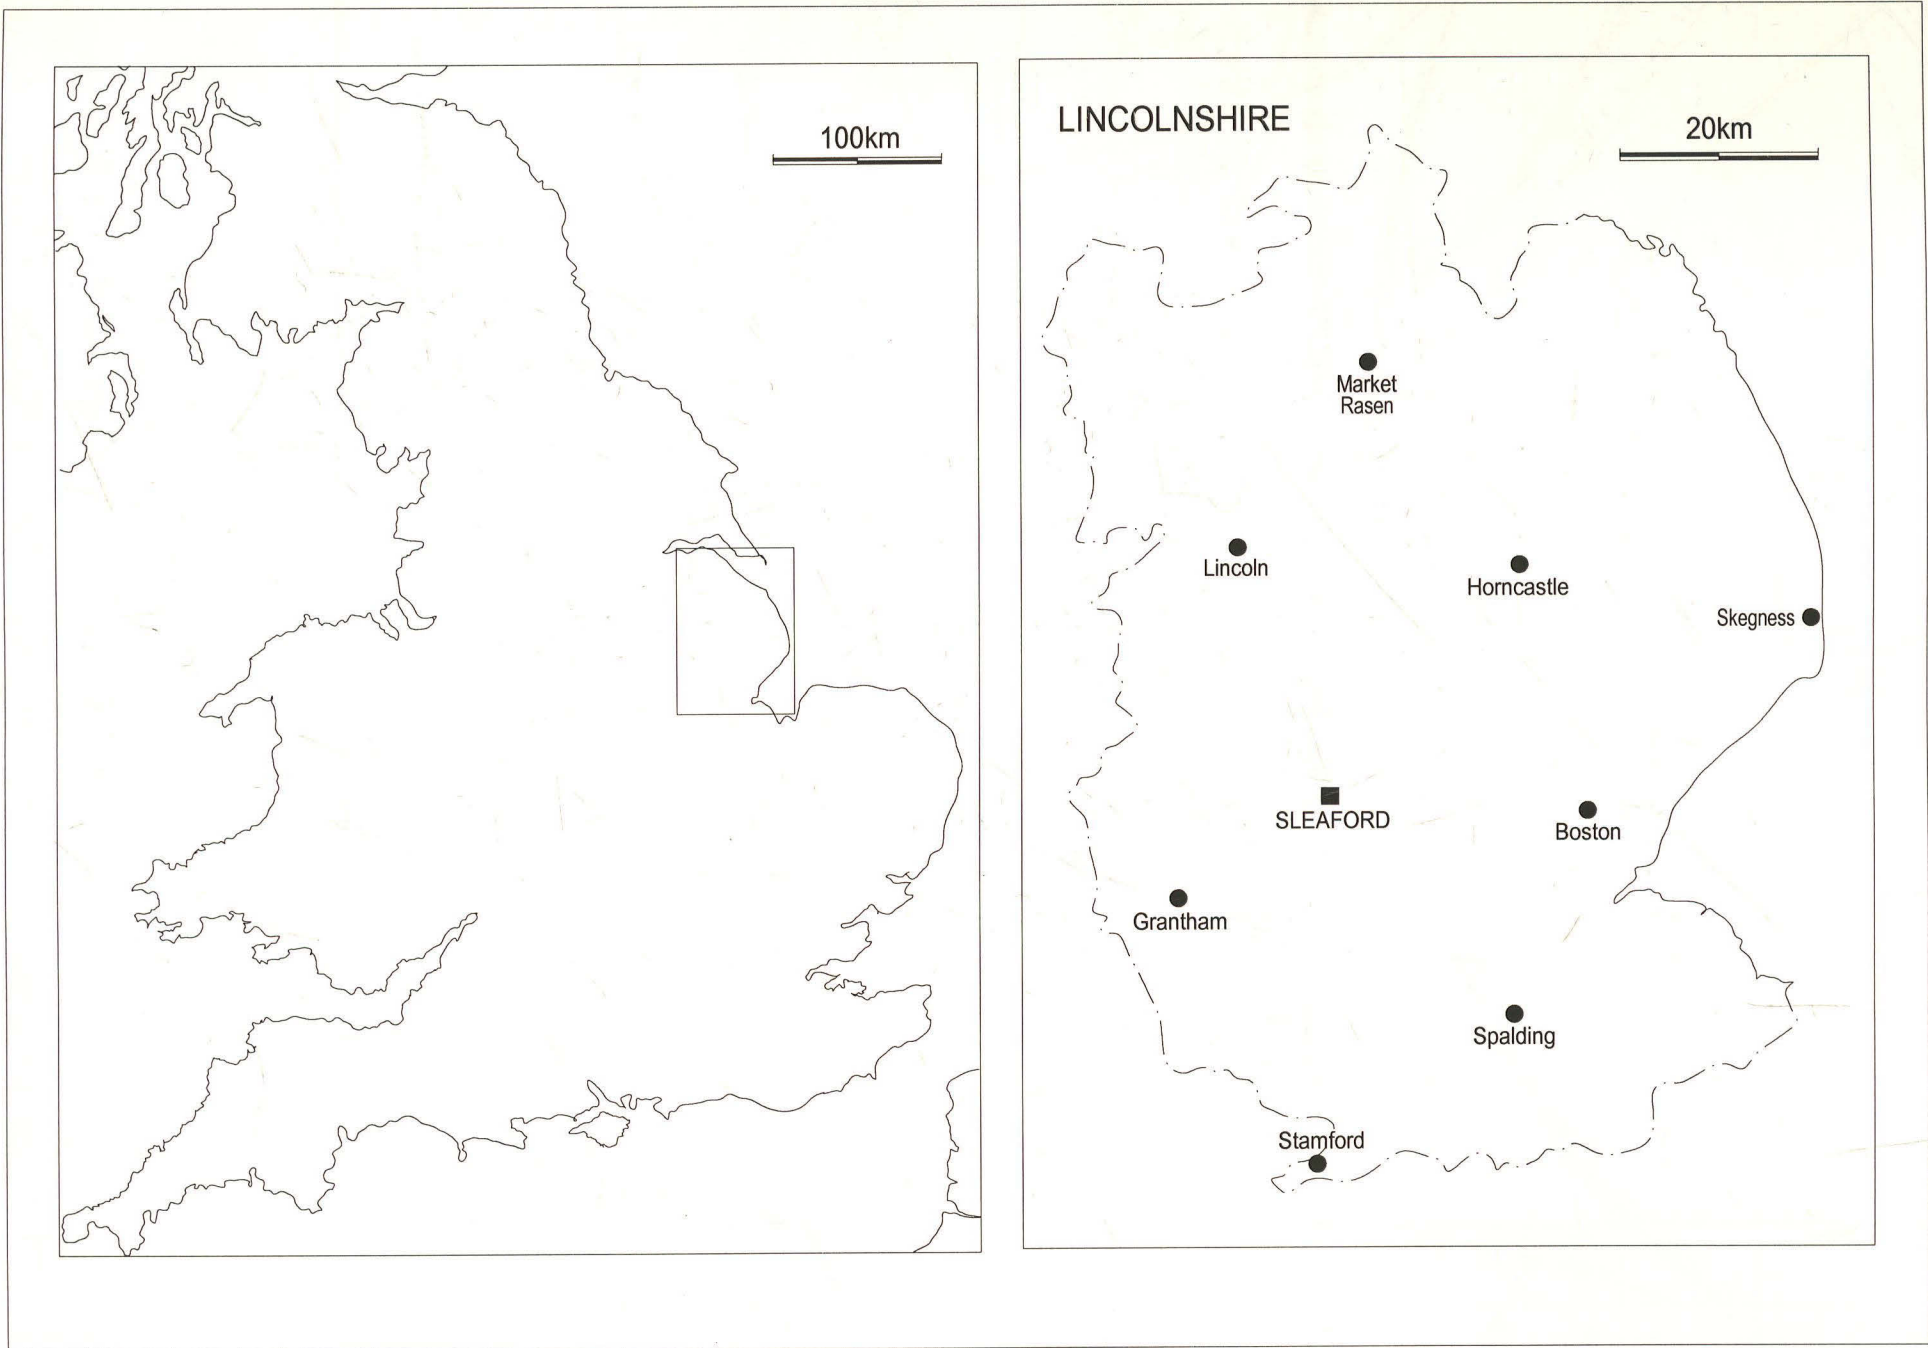 100km
LINCOLNSHIRE
20km
Market
Rasen
Lincoln
Horncastle
Skegness
SLEAFORD
Boston
Grantham
Spalding
Stamford